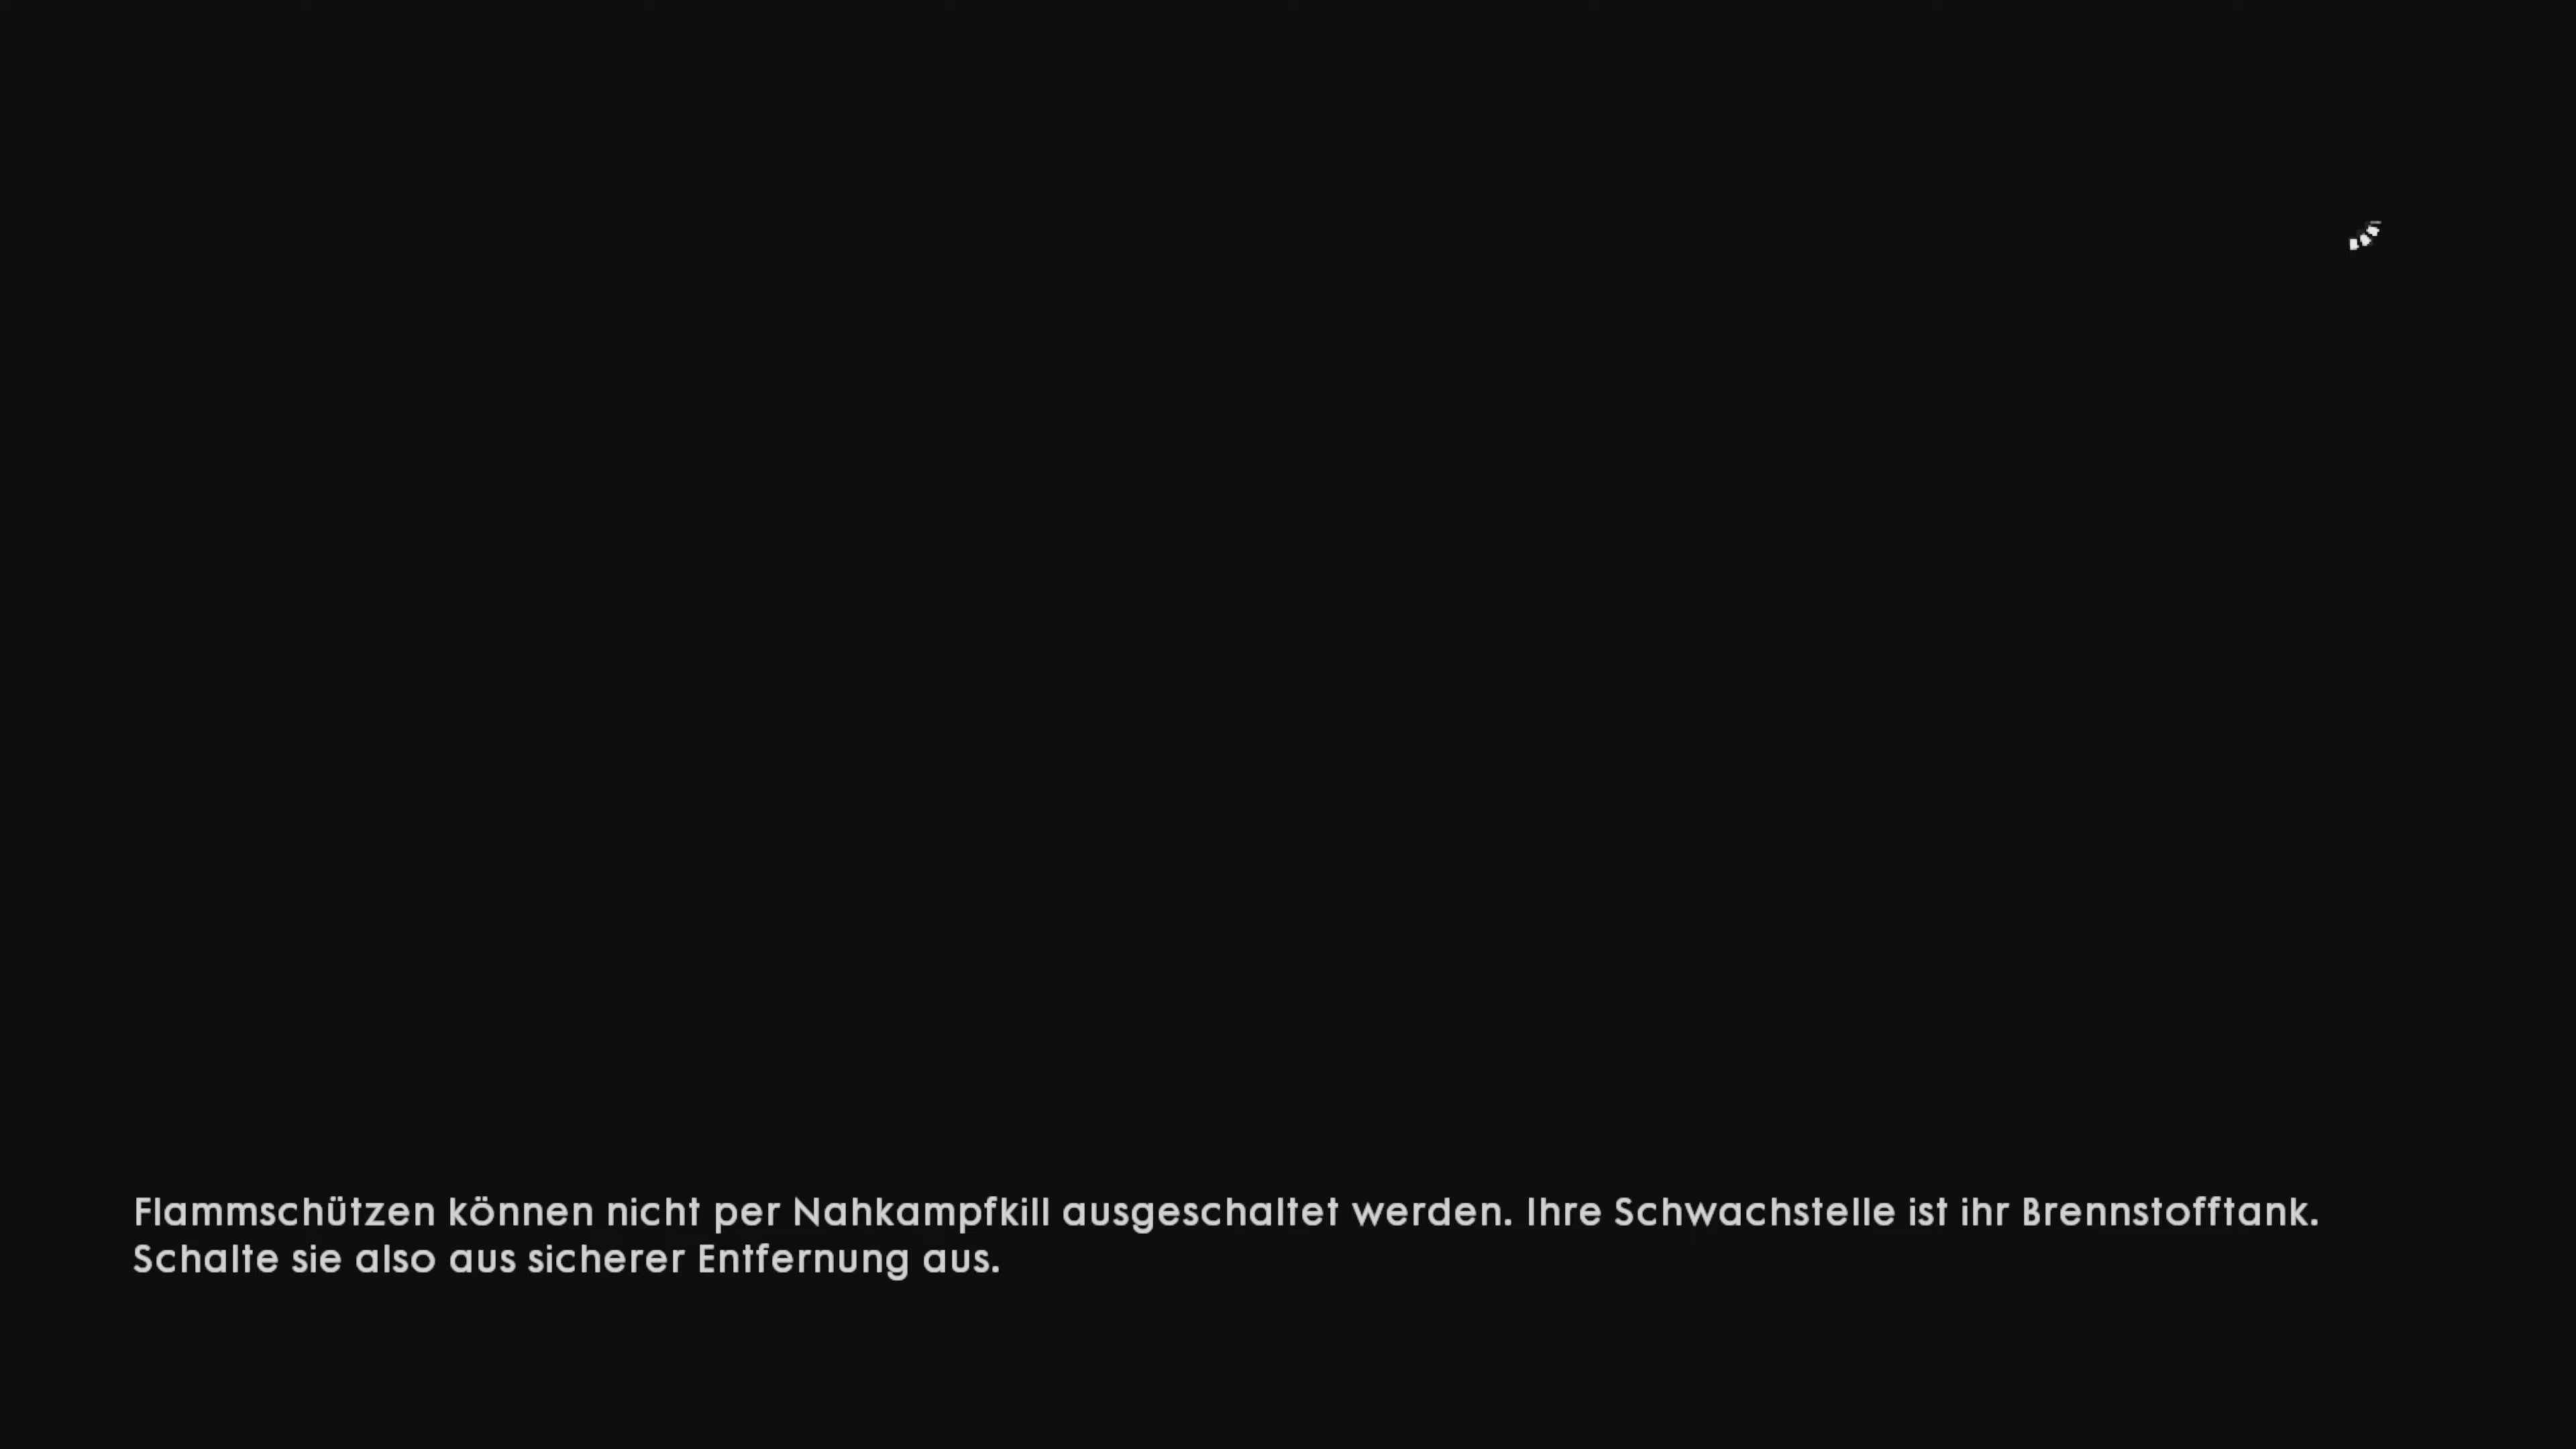 Flammschützen können nicht per Nahkampfkill ausgeschaltet werden. Ihre Schwachstelle ist ihr Brennstofftank.
Schalte sie also aus sicherer Entfernung aus.